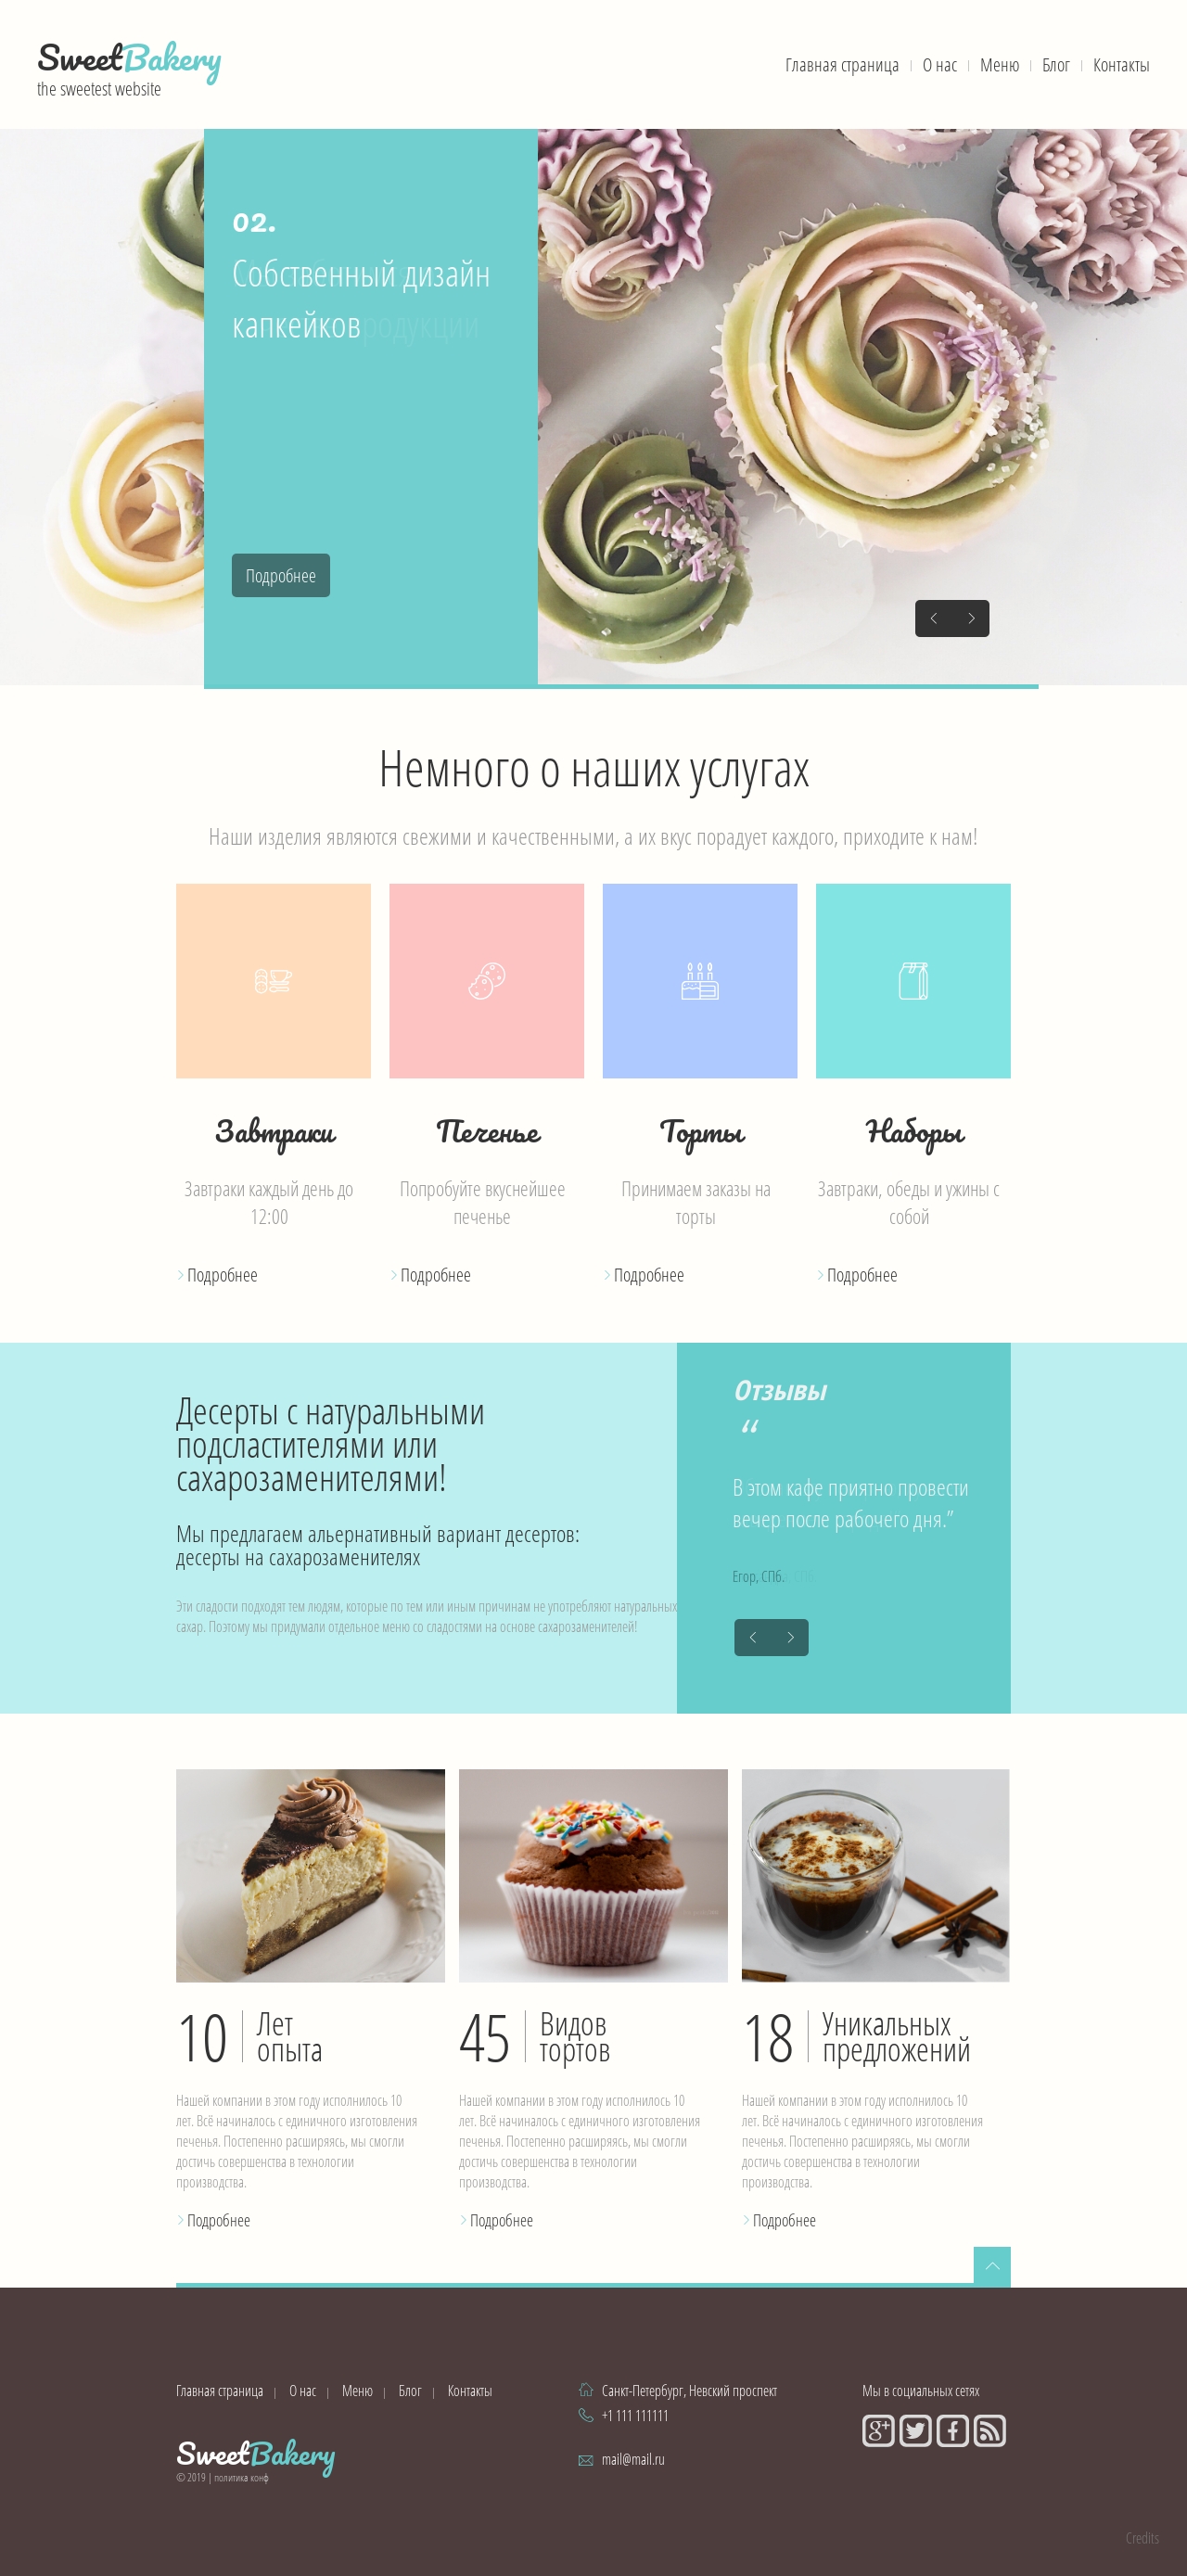 SweetBakery
the sweetest website
Главная страница
О нас
Меню
Блог
Контакты
02.
Собственный дизайн
капкейков
Подробнее
Немного о наших услугах
Наши изделия являются свежими и качественными, а их вкус порадует каждого, приходите к нам!
Завтраки
Завтраки каждый день до
12:00
Подробнее
Печенье
Попробуйте вкуснейшее
печенье
Подробнее
Торты
Принимаем заказы на
торты
Подробнее
Наборы
Завтраки, обеды и ужины с
собой
Подробнее
Десерты с натуральными
подсластителями или
сахарозаменителями!
Мы предлагаем альернативный вариант десертов:
десерты на сахарозаменителях
Эти сладости подходят тем людям, которые по тем или иным причинам не употребляют натуральных
сахар. Поэтому мы придумали отдельное меню со сладостями на основе сахарозаменителей!
Отзывы
“
В этом кафе приятно провести
вечер после рабочего дня.”
Егор, СПб.
10
Лет
опыта
Нашей компании в этом году исполнилось 10
лет. Всё начиналось с единичного изготовления
печенья. Постепенно расширяясь, мы смогли
достичь совершенства в технологии
производства.
Подробнее
45
Видов
тортов
Нашей компании в этом году исполнилось 10
лет. Всё начиналось с единичного изготовления
печенья. Постепенно расширяясь, мы смогли
достичь совершенства в технологии
производства.
Подробнее
18
Уникальных
предложений
Нашей компании в этом году исполнилось 10
лет. Всё начиналось с единичного изготовления
печенья. Постепенно расширяясь, мы смогли
достичь совершенства в технологии
производства.
Подробнее
Главная страница
О нас
Меню
Блог
Контакты
SweetBakery
© 2019 | политика конф
Санкт-Петербург, Невский проспект
+1 111 111111
mail@mail.ru
Мы в социальных сетях
Credits